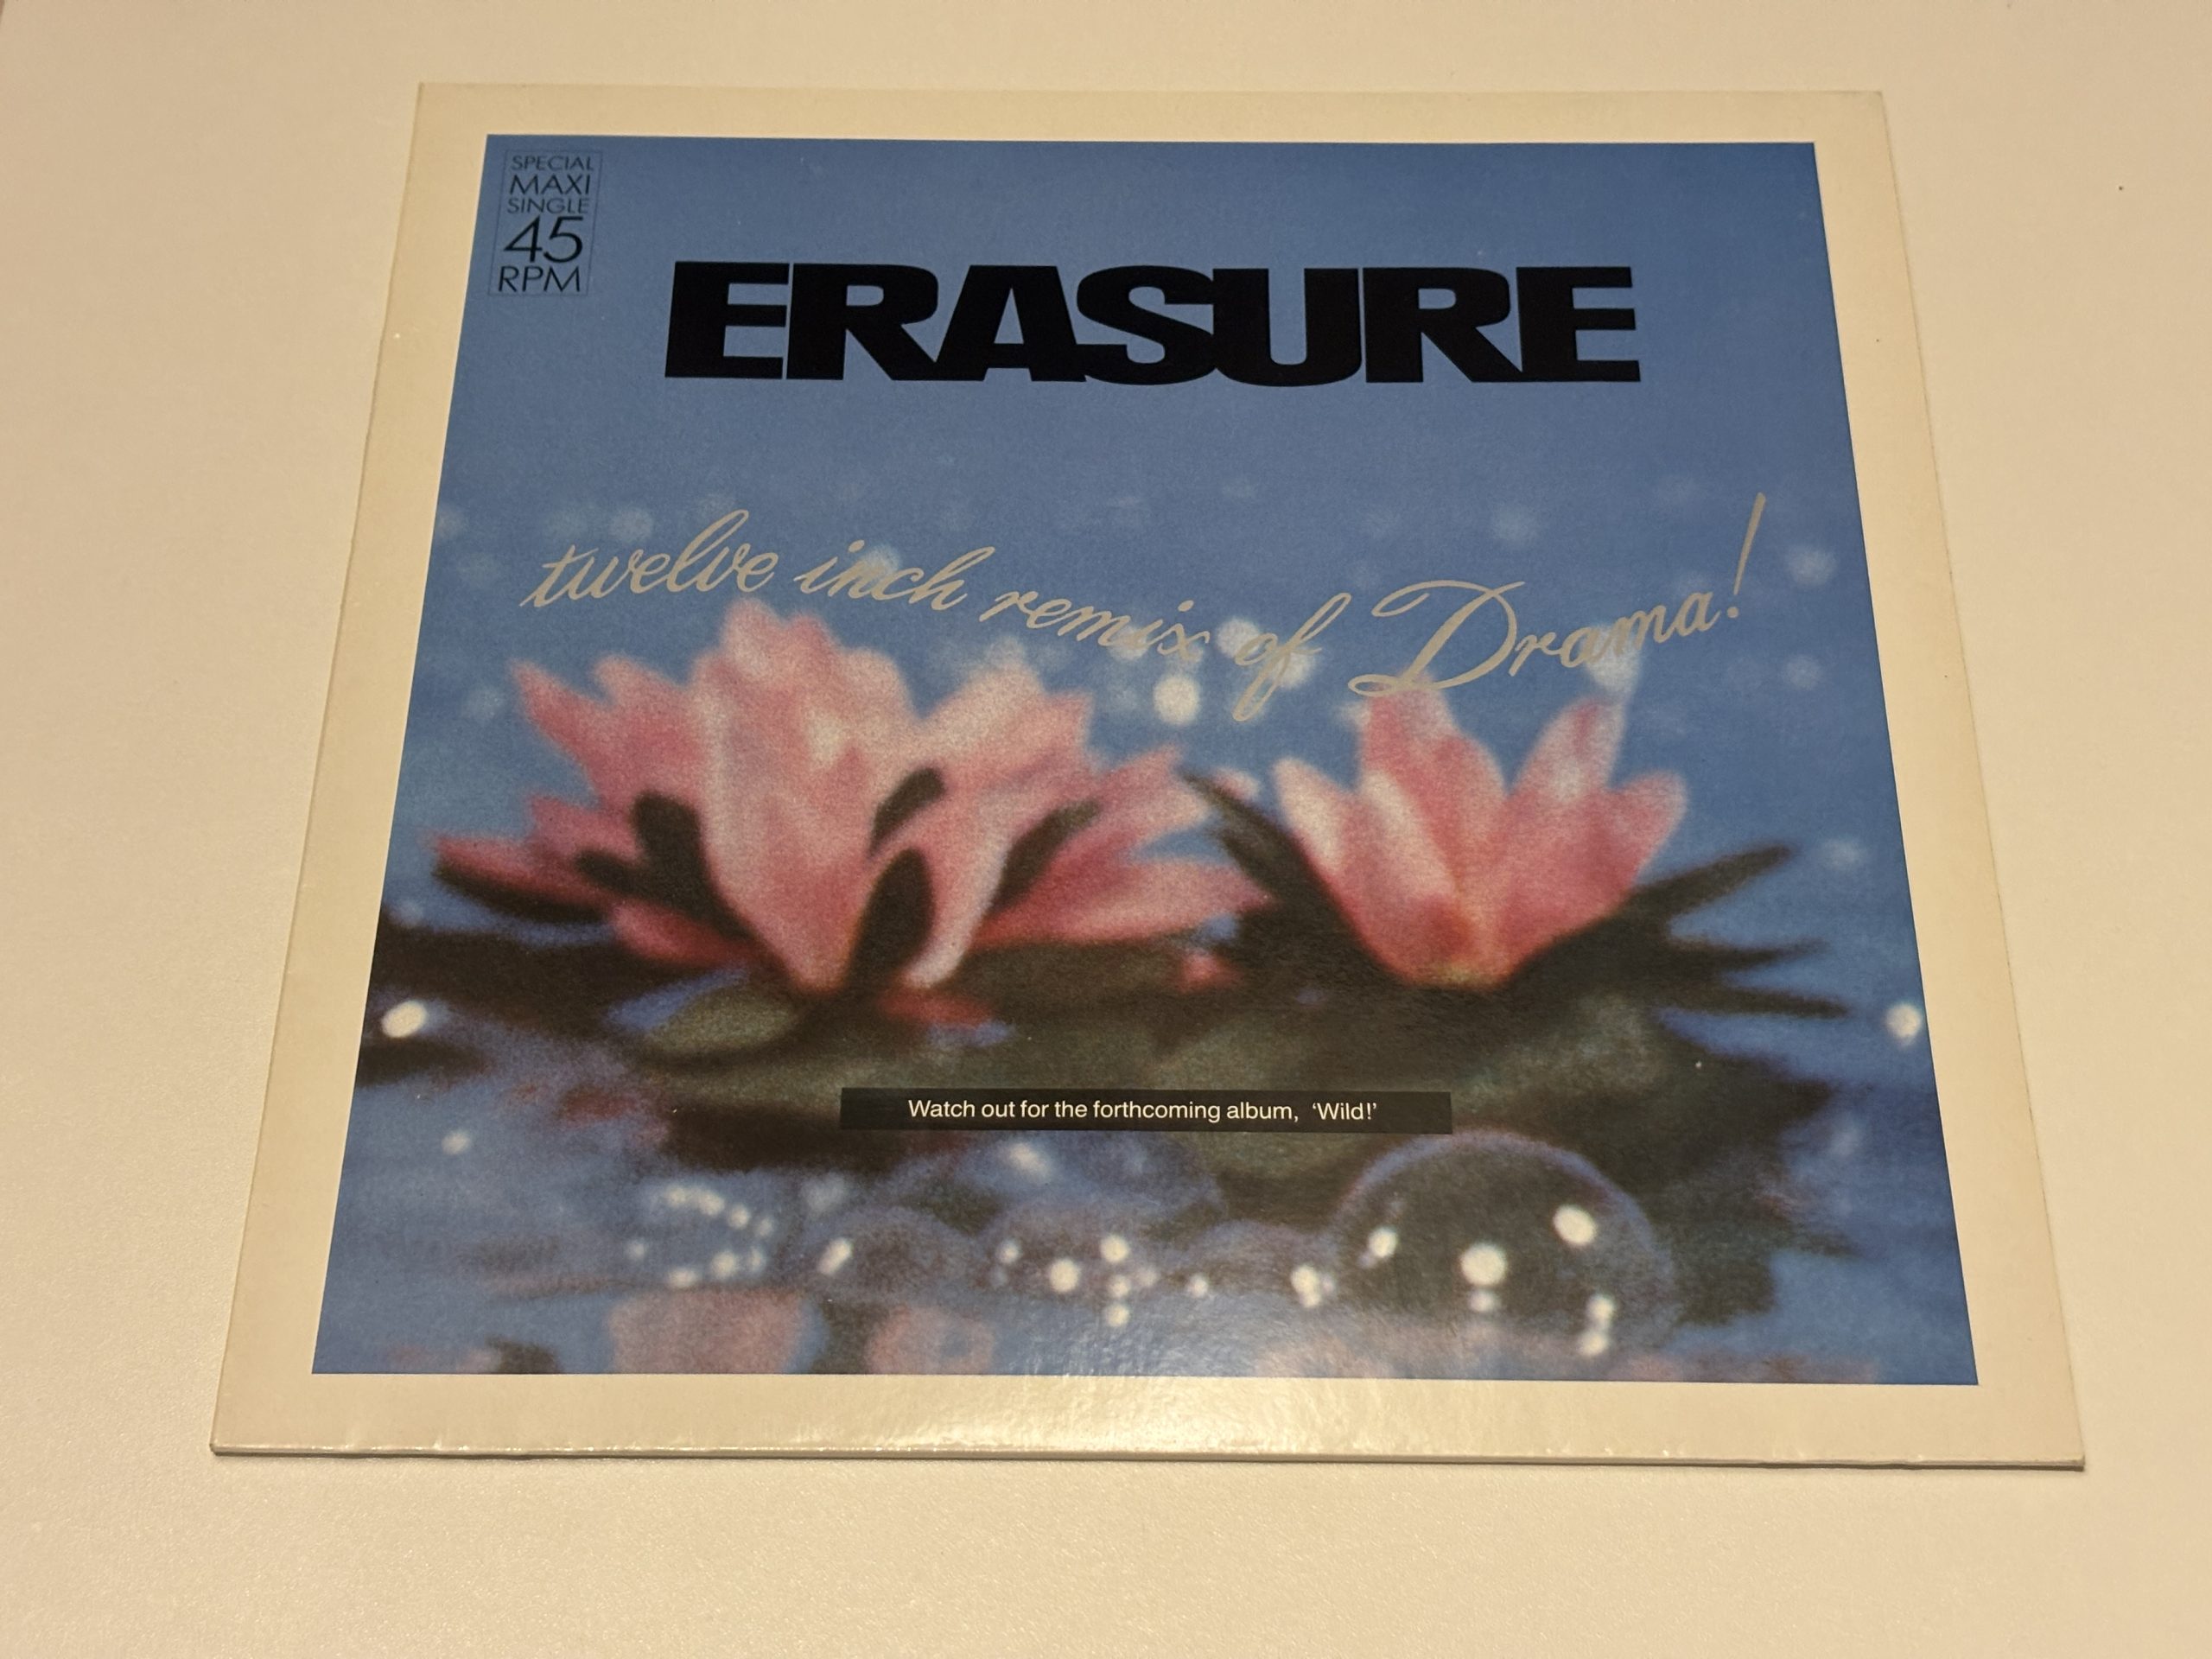 SPECIAL
MAXI
SINGLE
45
RPM
ERASURE
twelve inch remix of Drama!
Watch out for the forthcoming album, ‘Wild!’